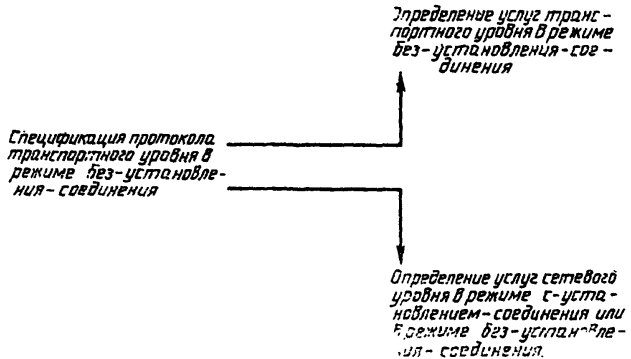 Определение услуг транс-
портного уровня в режиме
без-установления-сое-
динения
Спецификация протокола
транспортного уровня в
режиме без-установле-
ния-соединения
Определение услуг сетевого
уровня в режиме с-уста-
новлением-соединения или
в режиме без-установле-
ния-соединения.